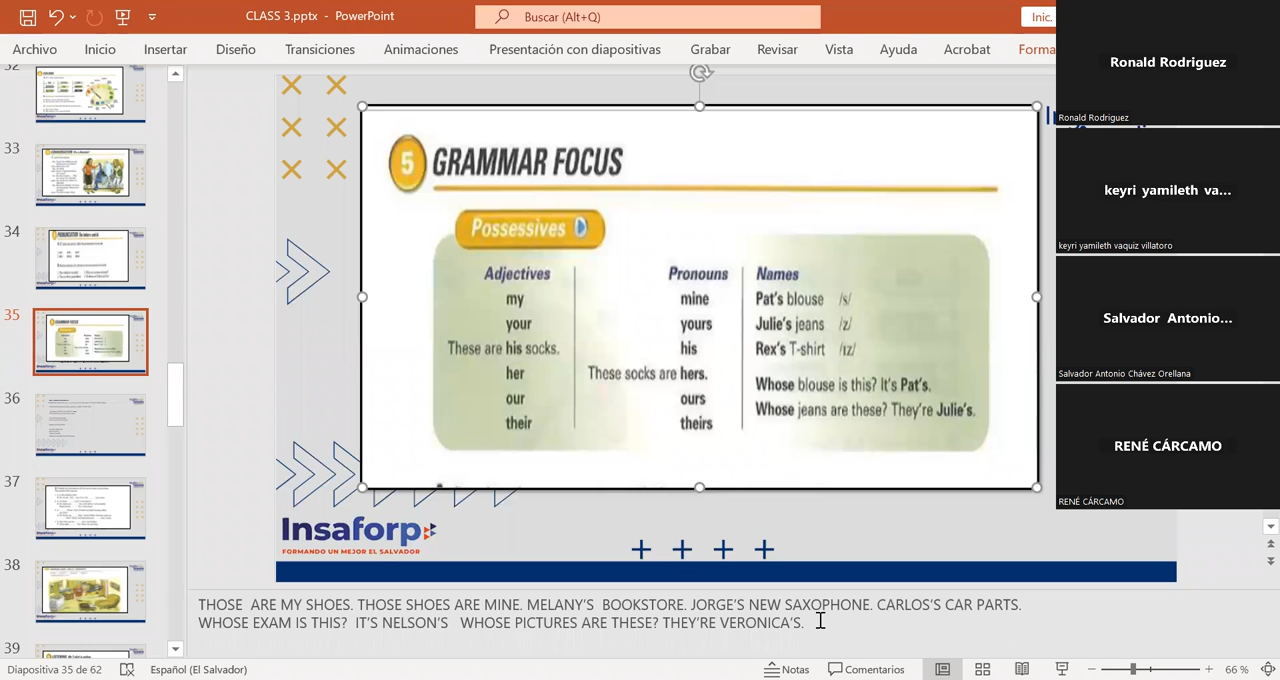 CLASS 3.pptx - PowerPoint
Buscar (Alt+Q)
Inic.
Archivo Inicio Insertar Diseño Transiciones Animaciones Presentación con diapositivas Grabar Revisar Vista Ayuda Acrobat Forma
32
33
34
35
36
37
38
39
5 GRAMMAR FOCUS
Possessives
Adjectives Pronouns Names
my mine Pat's blouse /s/
your yours Julie's jeans /z/
These are his socks. his Rex's T-shirt /ɪz/
her These socks are hers.
Whose blouse is this? It's Pat's.
our ours
Whose jeans are these? They're Julie's.
their theirs
Insaforp
FORMANDO UN MEJOR EL SALVADOR
Ronald Rodriguez
Ronald Rodriguez
keyri yamileth va...
keyri yamileth vaquiz villatoro
Salvador Antonio...
Salvador Antonio Chávez Orellana
RENÉ CÁRCAMO
RENÉ CÁRCAMO
THOSE ARE MY SHOES. THOSE SHOES ARE MINE. MELANY'S BOOKSTORE. JORGE'S NEW SAXOPHONE. CARLOS'S CAR PARTS.
WHOSE EXAM IS THIS? IT'S NELSON'S WHOSE PICTURES ARE THESE? THEY'RE VERONICA'S.
Diapositiva 35 de 62 Español (El Salvador) Notas Comentarios 66 %